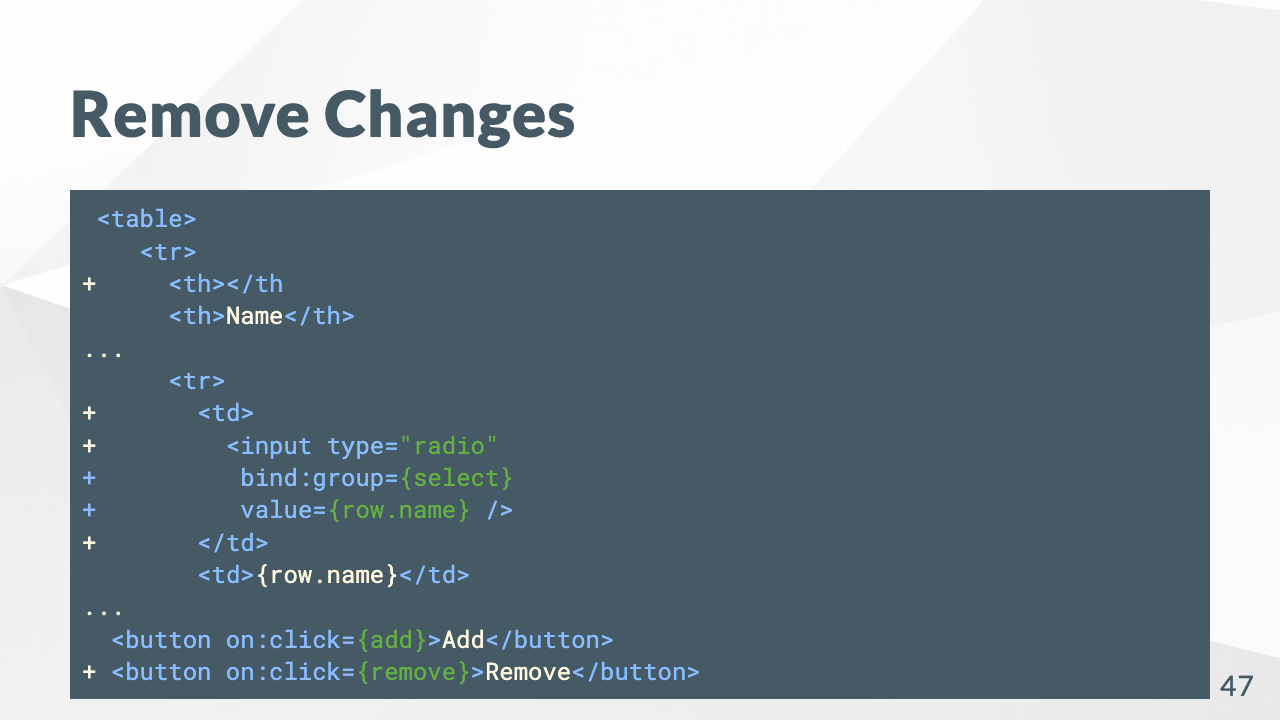 Remove Changes
 <table>
    <tr>
+     <th></th
      <th>Name</th>
...
      <tr>
+       <td>
+         <input type="radio"
+          bind:group={select}
+          value={row.name} />
+       </td>
        <td>{row.name}</td>
...
  <button on:click={add}>Add</button>
+ <button on:click={remove}>Remove</button>
47